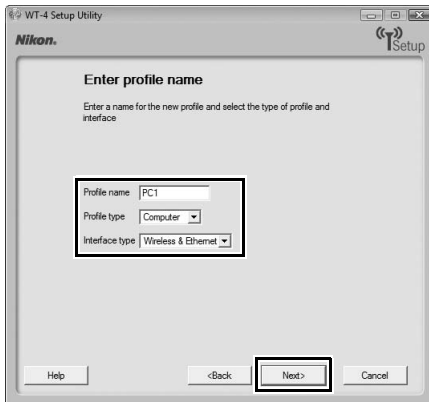 WT-4 Setup Utility
Nikon.
Setup
Enter profile name
Enter a name for the new profile and select the type of profile and
interface
Profile name PC1
Profile type Computer
Interface type Wireless & Ethernet
Help <Back Next> Cancel